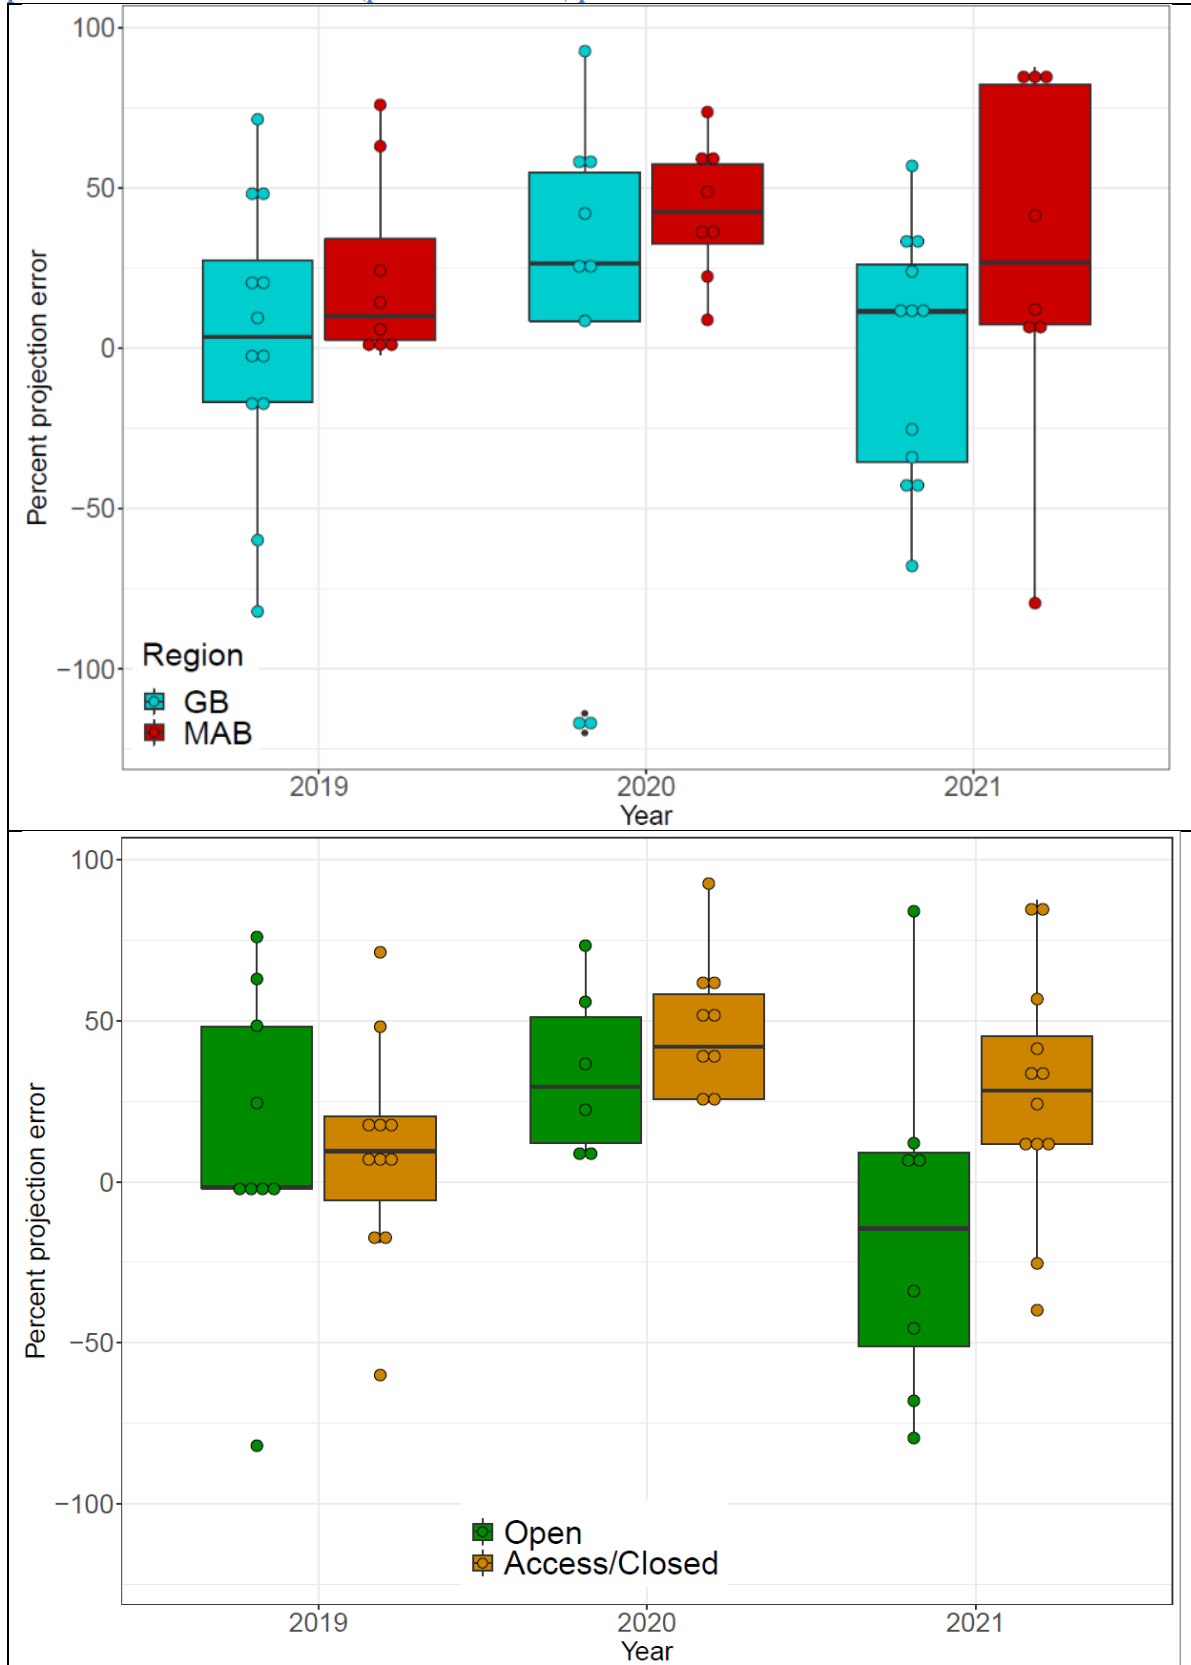 100
50
0
−50
−100
Percent projection error
Region
GB
MAB
2019 2020 2021
Year
100
50
0
−50
−100
Percent projection error
Open
Access/Closed
2019 2020 2021
Year